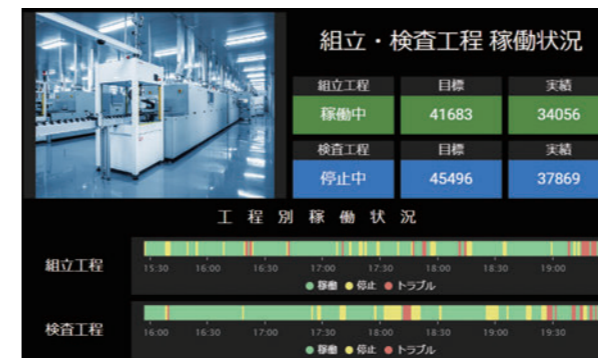 組立・検査工程 稼働状況
組立工程 目標 実績
稼働中 41683 34056
検査工程 目標 実績
停止中 45496 37869
工程別稼働状況
組立工程
15:30 16:00 16:30 17:00 17:30 18:00 18:30 19:00
稼働 停止 トラブル
検査工程
16:00 16:30 17:00 17:30 18:00 18:30 19:00 19:30
稼働 停止 トラブル